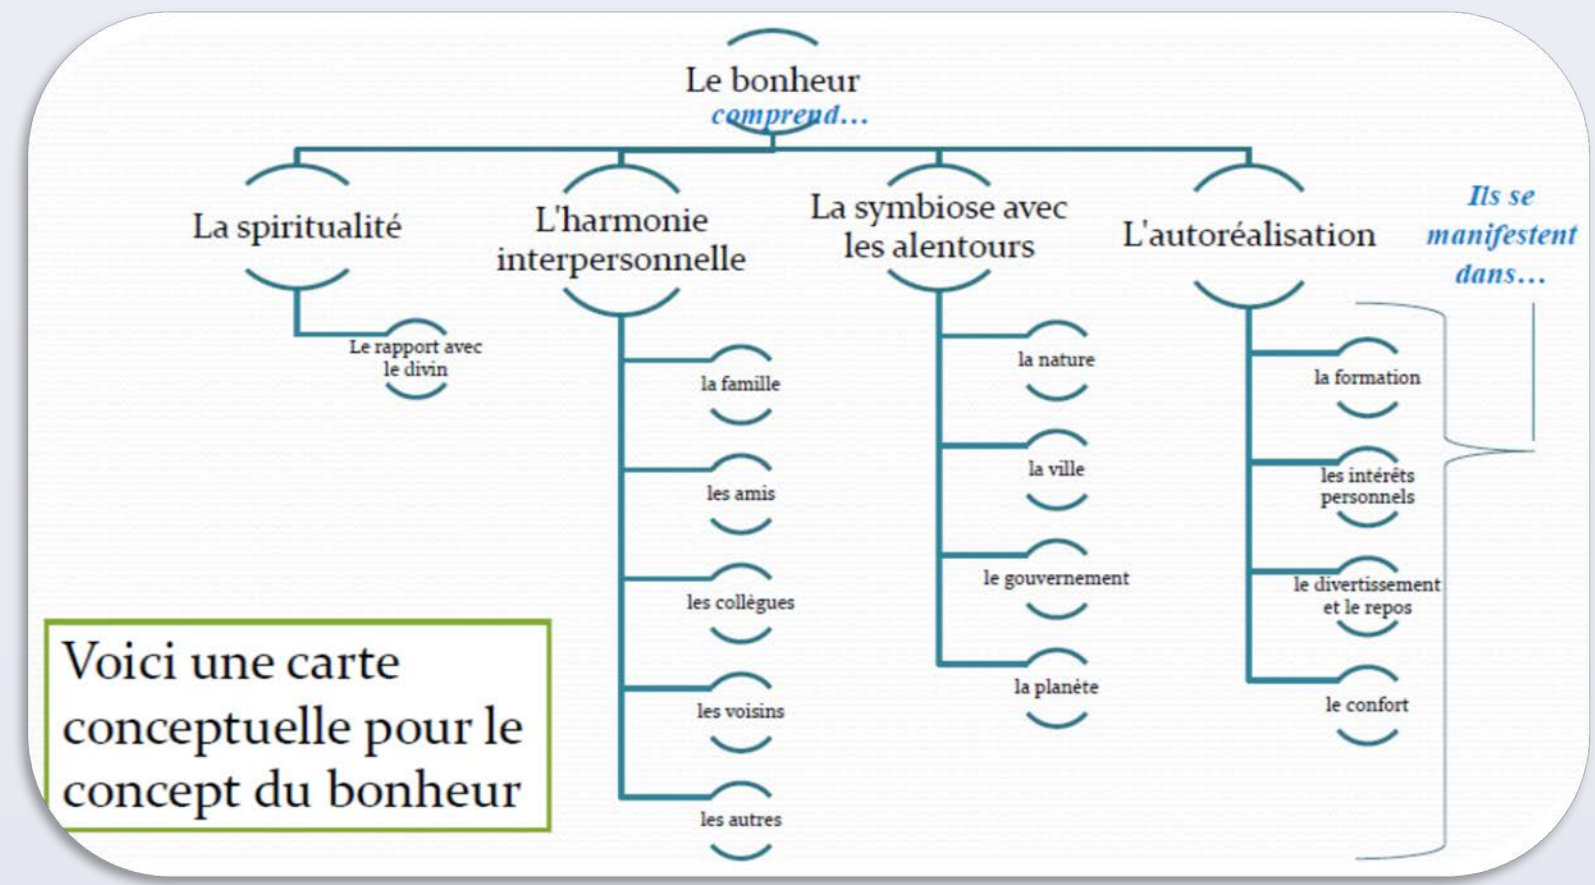 Le bonheur
comprend...
La spiritualité
Le rapport avec
le divin
L'harmonie
interpersonnelle
la famille
les amis
les collègues
les voisins
les autres
La symbiose avec
les alentours
la nature
la ville
le gouvernement
la planète
L'autoréalisation
la formation
les intérêts
personnels
le divertissement
et le repos
le confort
Ils se
manifestent
dans...
Voici une carte
conceptuelle pour le
concept du bonheur